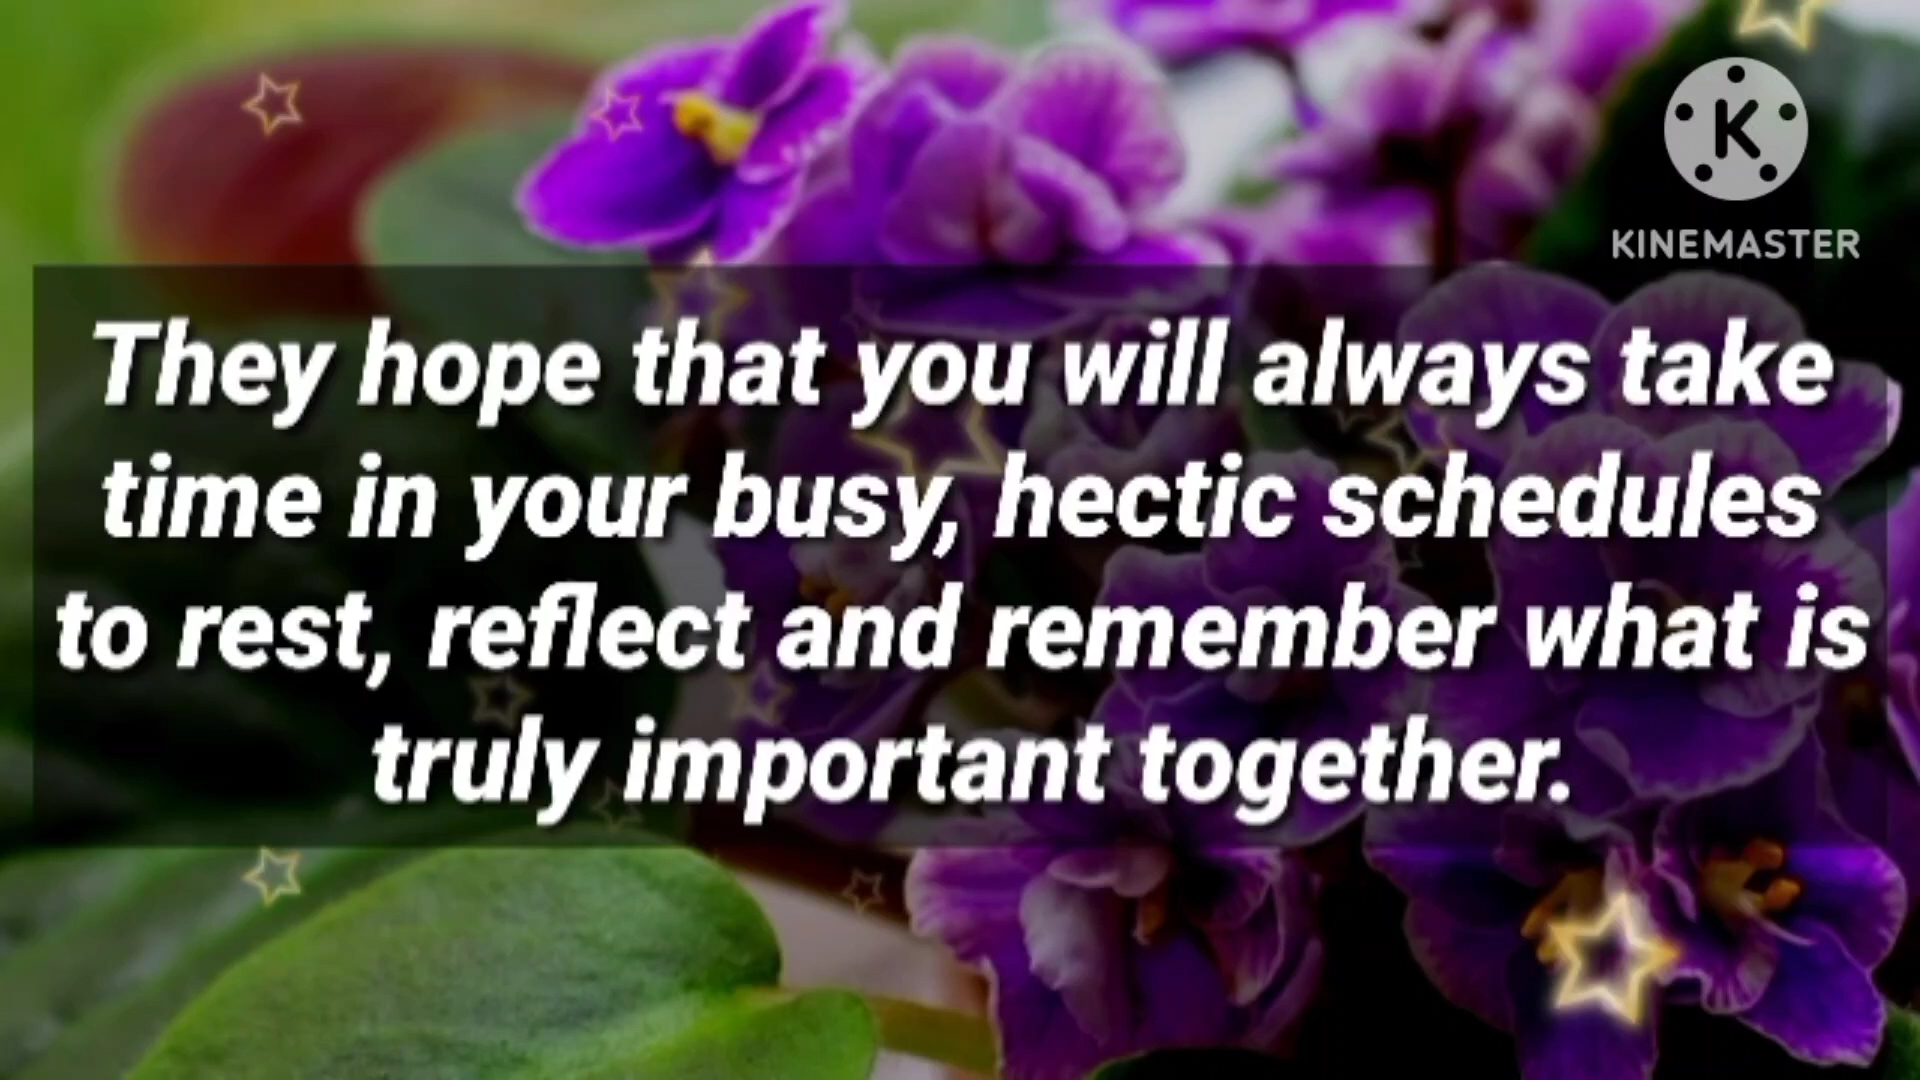 K
KINEMASTER
They hope that you will always take
time in your busy, hectic schedules
to rest, reflect and remember what is
truly important together.